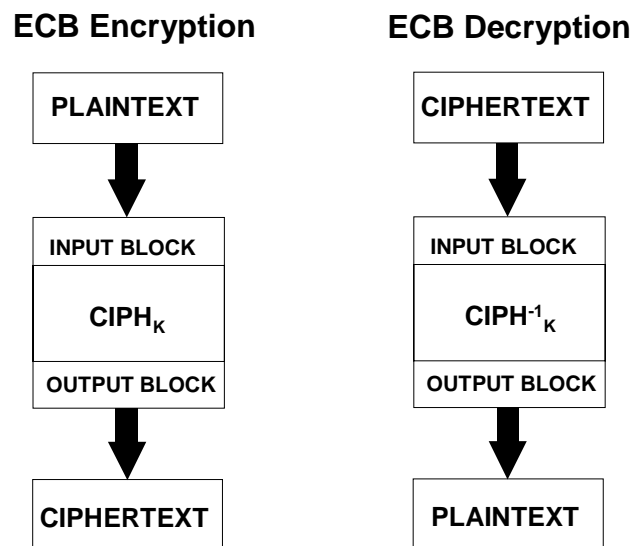 ECB Encryption
PLAINTEXT
INPUT BLOCK
CIPH_K
OUTPUT BLOCK
CIPHERTEXT
ECB Decryption
CIPHERTEXT
INPUT BLOCK
CIPH^-1_K
OUTPUT BLOCK
PLAINTEXT